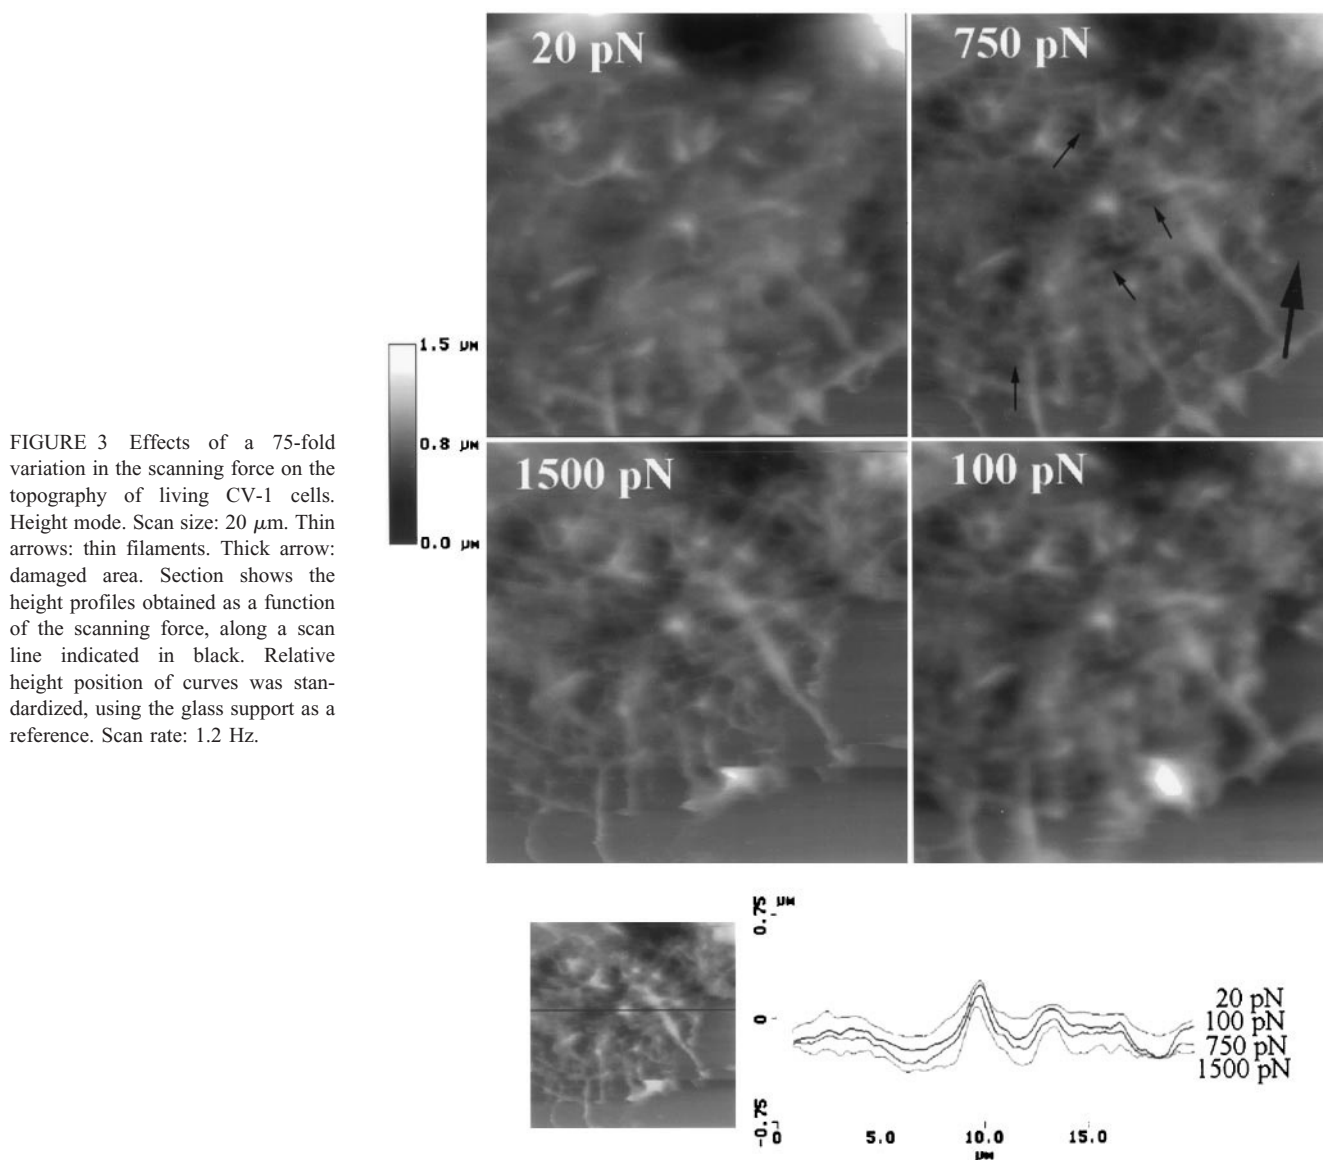 20 pN
750 pN
1.5 µM
0.8 µM
0.0 µM
1500 pN
100 pN
FIGURE 3 Effects of a 75-fold
variation in the scanning force on the
topography of living CV-1 cells.
Height mode. Scan size: 20 μm. Thin
arrows: thin filaments. Thick arrow:
damaged area. Section shows the
height profiles obtained as a function
of the scanning force, along a scan
line indicated in black. Relative
height position of curves was stan-
dardized, using the glass support as a
reference. Scan rate: 1.2 Hz.
0.75
µM
0
-0.75
20 pN
100 pN
750 pN
1500 pN
0
5.0
10.0
15.0
µM